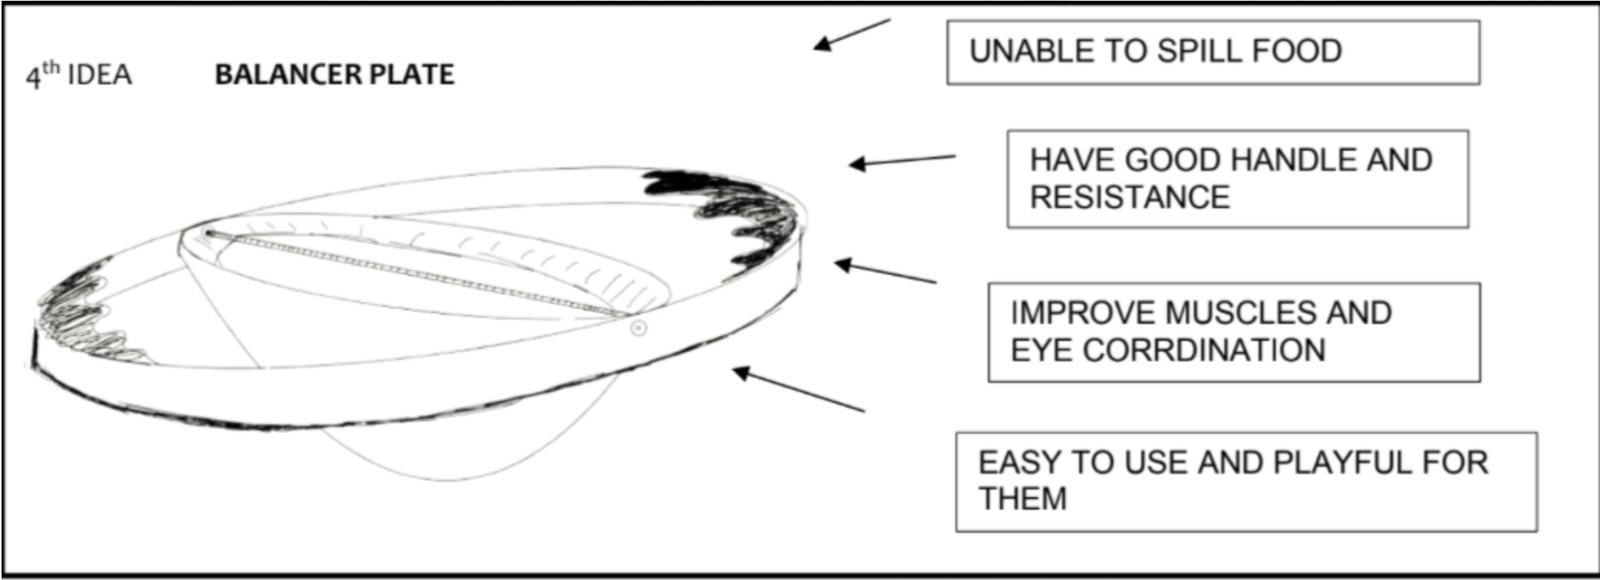 4th IDEA BALANCER PLATE
UNABLE TO SPILL FOOD
HAVE GOOD HANDLE AND
RESISTANCE
IMPROVE MUSCLES AND
EYE CORRDINATION
EASY TO USE AND PLAYFUL FOR
THEM